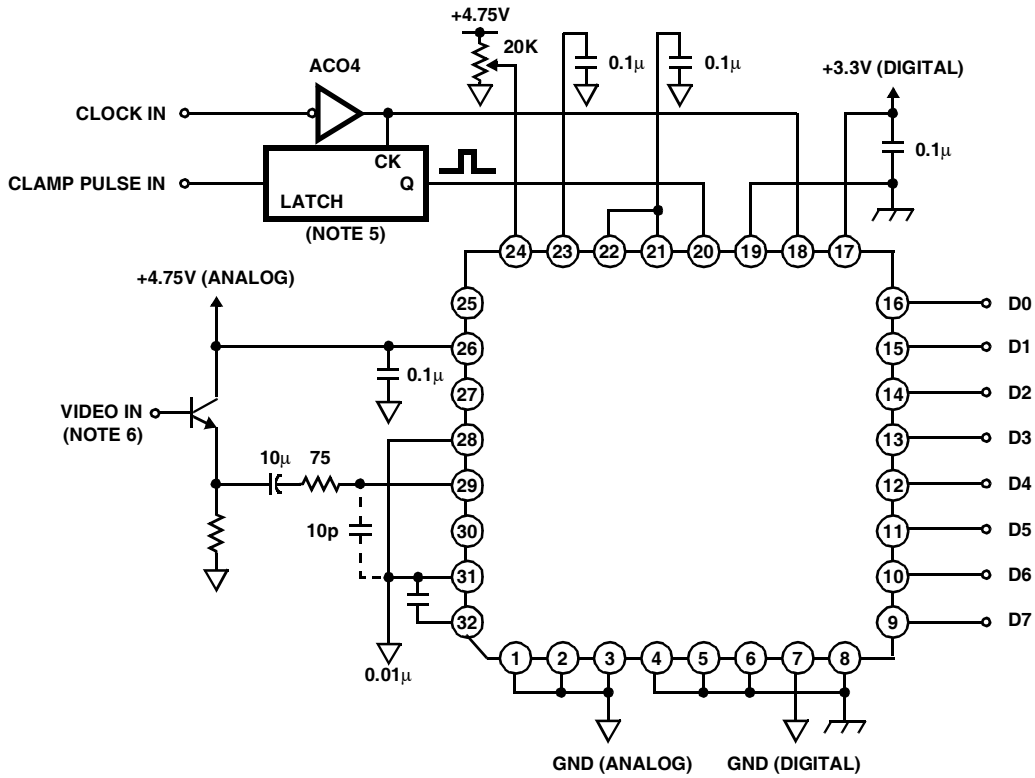 +4.75V
20K
0.1µ
0.1µ
+3.3V (DIGITAL)
0.1µ
ACO4
CLOCK IN
CK
CLAMP PULSE IN
Q
LATCH
(NOTE 5)
24 23 22 21 20 19 18 17
+4.75V (ANALOG)
25
26
0.1µ
27
VIDEO IN
(NOTE 6)
28
10µ 75
29
10p
30
31
32
0.01µ
16 D0
15 D1
14 D2
13 D3
12 D4
11 D5
10 D6
9 D7
1 2 3 4 5 6 7 8
GND (ANALOG) GND (DIGITAL)